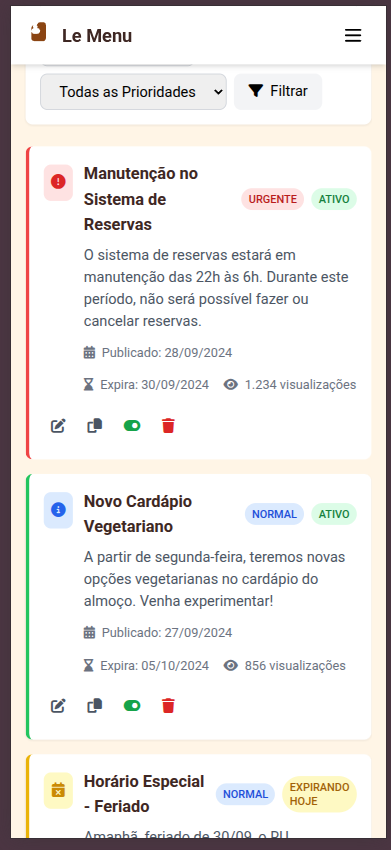 Le Menu
Todas as Prioridades
Filtrar
Manutenção no
Sistema de
Reservas
URGENTE
ATIVO
O sistema de reservas estará em
manutenção das 22h às 6h. Durante este
período, não será possível fazer ou
cancelar reservas.
Publicado: 28/09/2024
Expira: 30/09/2024
1.234 visualizações
Novo Cardápio
Vegetariano
NORMAL
ATIVO
A partir de segunda-feira, teremos novas
opções vegetarianas no cardápio do
almoço. Venha experimentar!
Publicado: 27/09/2024
Expira: 05/10/2024
856 visualizações
Horário Especial
- Feriado
NORMAL
EXPIRANDO
HOJE
Amanhã, feriado de 30/09, o RU